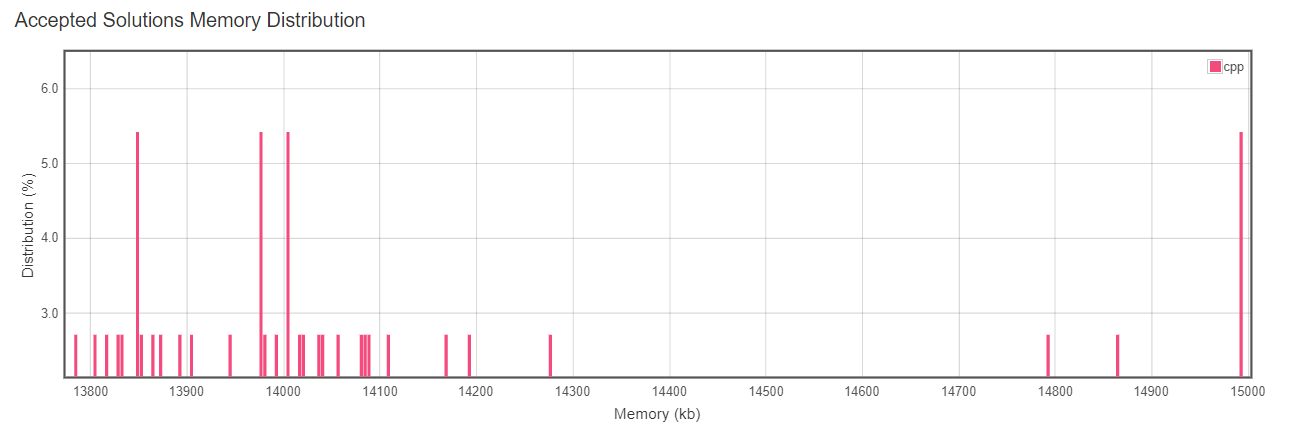 Accepted Solutions Memory Distribution
cpp
6.0
5.0
4.0
3.0
Distribution (%)
13800 13900 14000 14100 14200 14300 14400 14500 14600 14700 14800 14900 15000
Memory (kb)